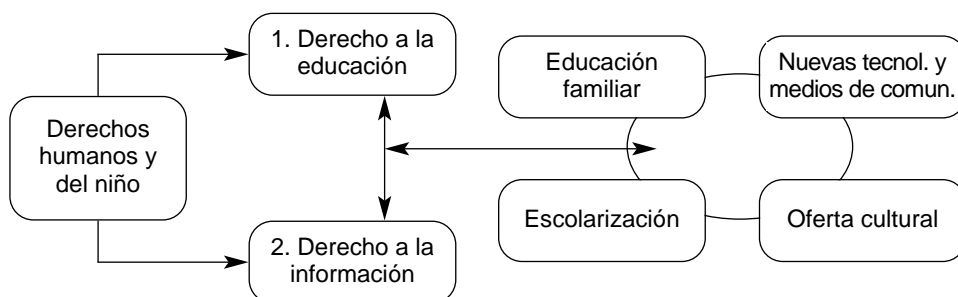 1. Derecho a la
educación
Derechos
humanos y
del niño
2. Derecho a la
información
Educación
familiar
Nuevas tecnol. y
medios de comun.
Escolarización
Oferta cultural